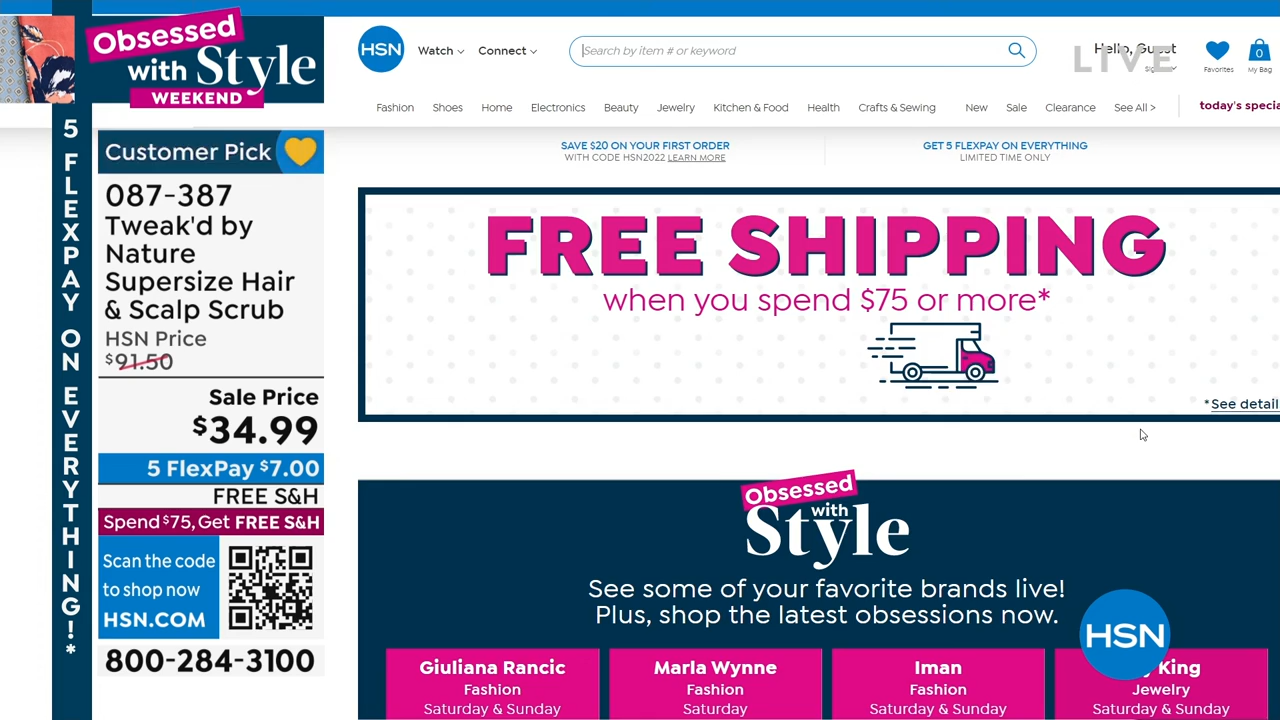 Obsessed
with Style
WEEKEND
5 FLEXPAY ON EVERYTHING!*
Customer Pick
087-387
Tweak'd by
Nature
Supersize Hair
& Scalp Scrub
HSN Price
$91.50
Sale Price
$34.99
5 FlexPay $7.00
FREE S&H
Spend $75, Get FREE S&H
Scan the code
to shop now
HSN.COM
800-284-3100
HSN
Watch
Connect
Search by item # or keyword
Hello, Guest
LIVE
Favorites
0
My Bag
Fashion Shoes Home Electronics Beauty Jewelry Kitchen & Food Health Crafts & Sewing New Sale Clearance See All > today's specia
SAVE $20 ON YOUR FIRST ORDER
WITH CODE HSN2022 LEARN MORE
GET 5 FLEXPAY ON EVERYTHING
LIMITED TIME ONLY
FREE SHIPPING
when you spend $75 or more*
*See detail
Obsessed
with
Style
See some of your favorite brands live!
Plus, shop the latest obsessions now.
Giuliana Rancic
Fashion
Saturday & Sunday
Marla Wynne
Fashion
Saturday
Iman
Fashion
Saturday & Sunday
HSN
King
Jewelry
Saturday & Sunday